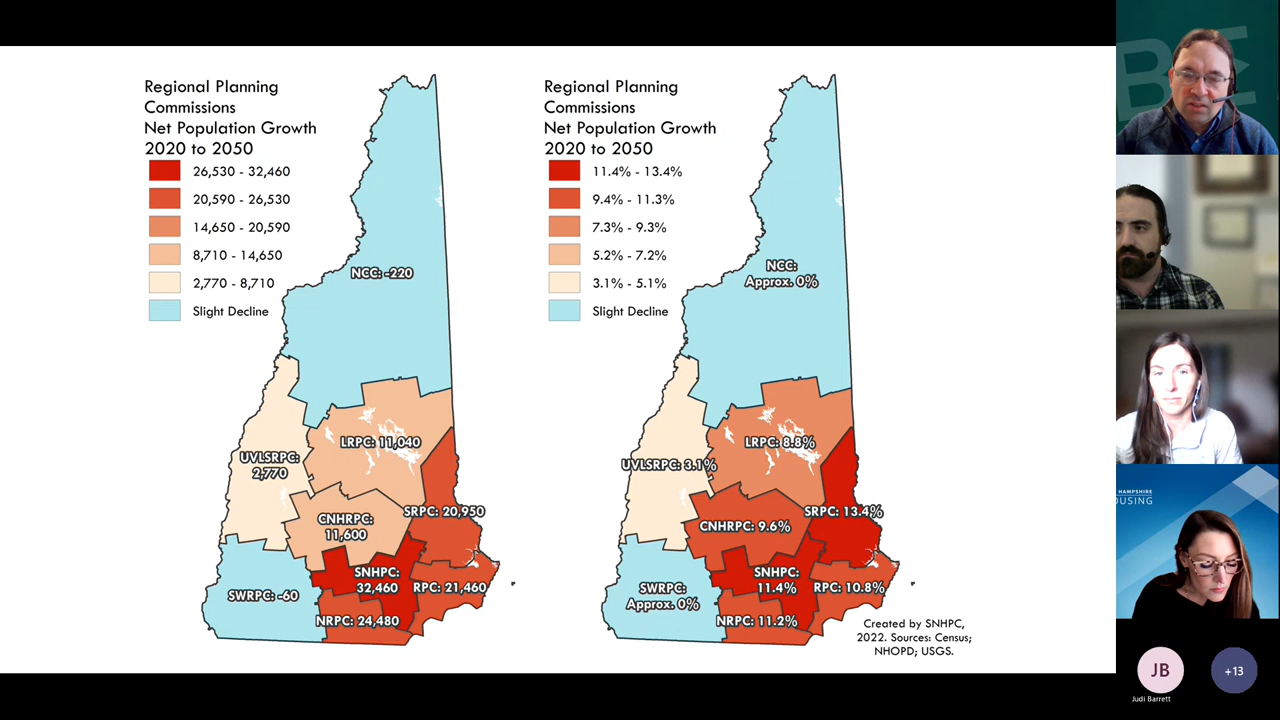 Regional Planning
Commissions
Net Population Growth
2020 to 2050
26,530 - 32,460
20,590 - 26,530
14,650 - 20,590
8,710 - 14,650
2,770 - 8,710
Slight Decline
NCC: -220
LRPC: 11,040
UVLSRPC:
2,770
SRPC: 20,950
CNHRPC:
11,600
SNHPC:
32,460
RPC: 21,460
SWRPC: -60
NRPC: 24,480
Regional Planning
Commissions
Net Population Growth
2020 to 2050
11.4% - 13.4%
9.4% - 11.3%
7.3% - 9.3%
5.2% - 7.2%
3.1% - 5.1%
Slight Decline
NCC:
Approx. 0%
LRPC: 8.8%
UVLSRPC: 3.1%
SRPC: 13.4%
CNHRPC: 9.6%
SNHPC:
11.4%
RPC: 10.8%
SWRPC:
Approx. 0%
NRPC: 11.2%
Created by SNHPC,
2022. Sources: Census;
NHOPD; USGS.
HAMPSHIRE
JB
Judi Barrett
+13